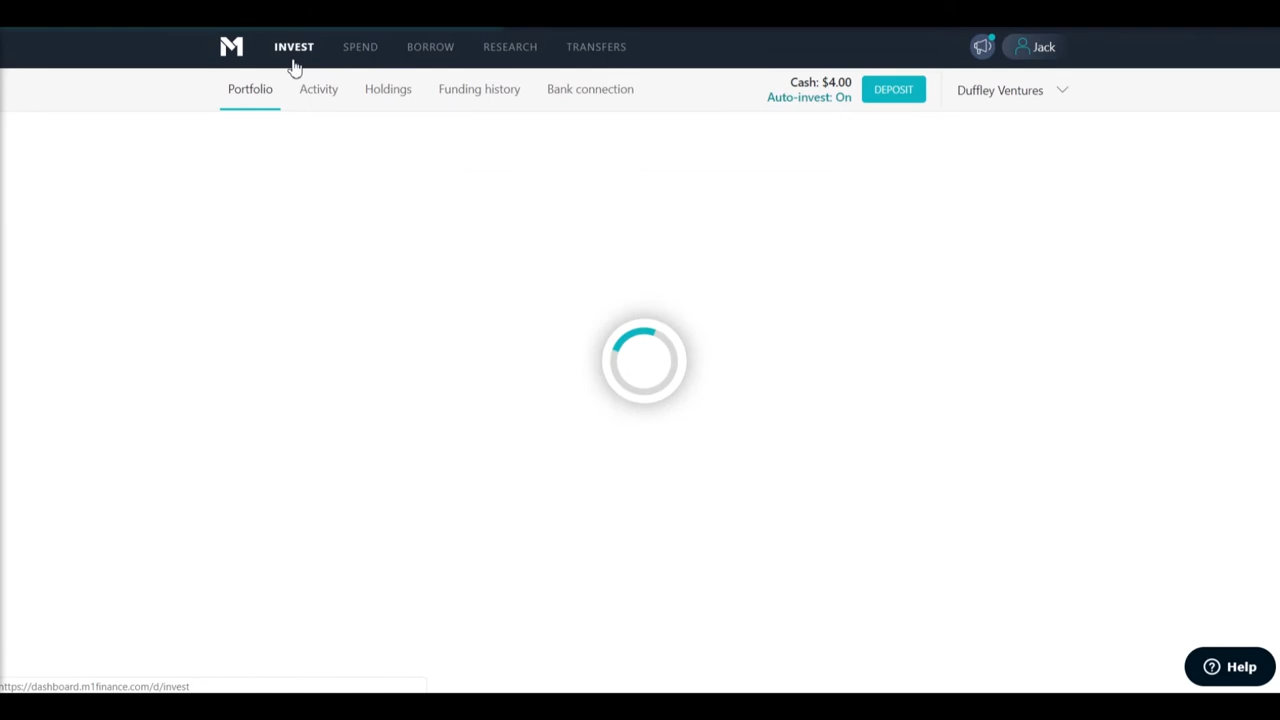 M INVEST SPEND BORROW RESEARCH TRANSFERS Jack
Portfolio Activity Holdings Funding history Bank connection Cash: $4.00 DEPOSIT Duffley Ventures
Auto-invest: On
? Help
https://dashboard.m1finance.com/d/invest